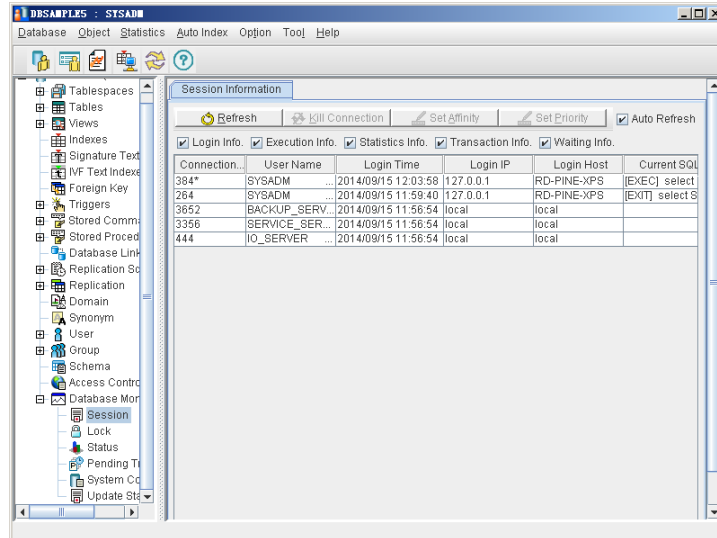 DBSAMPLE5 : SYSADM
Database Object Statistics Auto Index Option Tool Help
Tablespaces
Tables
Views
Indexes
Signature Text
IVF Text Indexe
Foreign Key
Triggers
Stored Comm
Stored Proced
Database Link
Replication Sc
Replication
Domain
Synonym
User
Group
Schema
Access Contro
Database Mon
Session
Lock
Status
Pending Tr
System Co
Update Sta
Session Information
Refresh Kill Connection Set Affinity Set Priority Auto Refresh
Login Info. Execution Info. Statistics Info. Transaction Info. Waiting Info.
Connection... User Name Login Time Login IP Login Host Current SQL
384* SYSADM ... 2014/09/15 12:03:58 127.0.0.1 RD-PINE-XPS [EXEC] select
264 SYSADM ... 2014/09/15 11:59:40 127.0.0.1 RD-PINE-XPS [EXIT] select S
3652 BACKUP_SERV... 2014/09/15 11:56:54 local local
3356 SERVICE_SER... 2014/09/15 11:56:54 local local
444 IO_SERVER ... 2014/09/15 11:56:54 local local